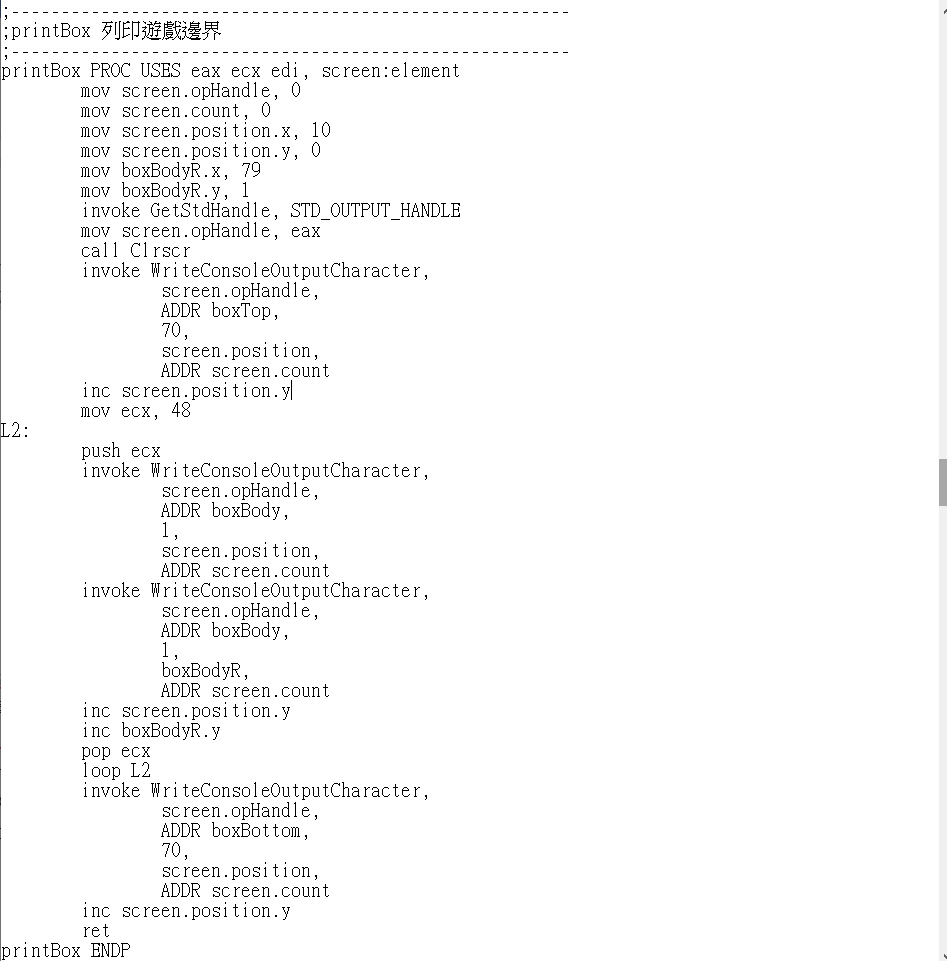 ;--------------------------------------------------------
;printBox 列印遊戲邊界
;--------------------------------------------------------
printBox PROC USES eax ecx edi, screen:element
        mov screen.opHandle, 0
        mov screen.count, 0
        mov screen.position.x, 10
        mov screen.position.y, 0
        mov boxBodyR.x, 79
        mov boxBodyR.y, 1
        invoke GetStdHandle, STD_OUTPUT_HANDLE
        mov screen.opHandle, eax
        call Clrscr
        invoke WriteConsoleOutputCharacter,
                screen.opHandle,
                ADDR boxTop,
                70,
                screen.position,
                ADDR screen.count
        inc screen.position.y
        mov ecx, 48
L2:
        push ecx
        invoke WriteConsoleOutputCharacter,
                screen.opHandle,
                ADDR boxBody,
                1,
                screen.position,
                ADDR screen.count
        invoke WriteConsoleOutputCharacter,
                screen.opHandle,
                ADDR boxBody,
                1,
                boxBodyR,
                ADDR screen.count
        inc screen.position.y
        inc boxBodyR.y
        pop ecx
        loop L2
        invoke WriteConsoleOutputCharacter,
                screen.opHandle,
                ADDR boxBottom,
                70,
                screen.position,
                ADDR screen.count
        inc screen.position.y
        ret
printBox ENDP